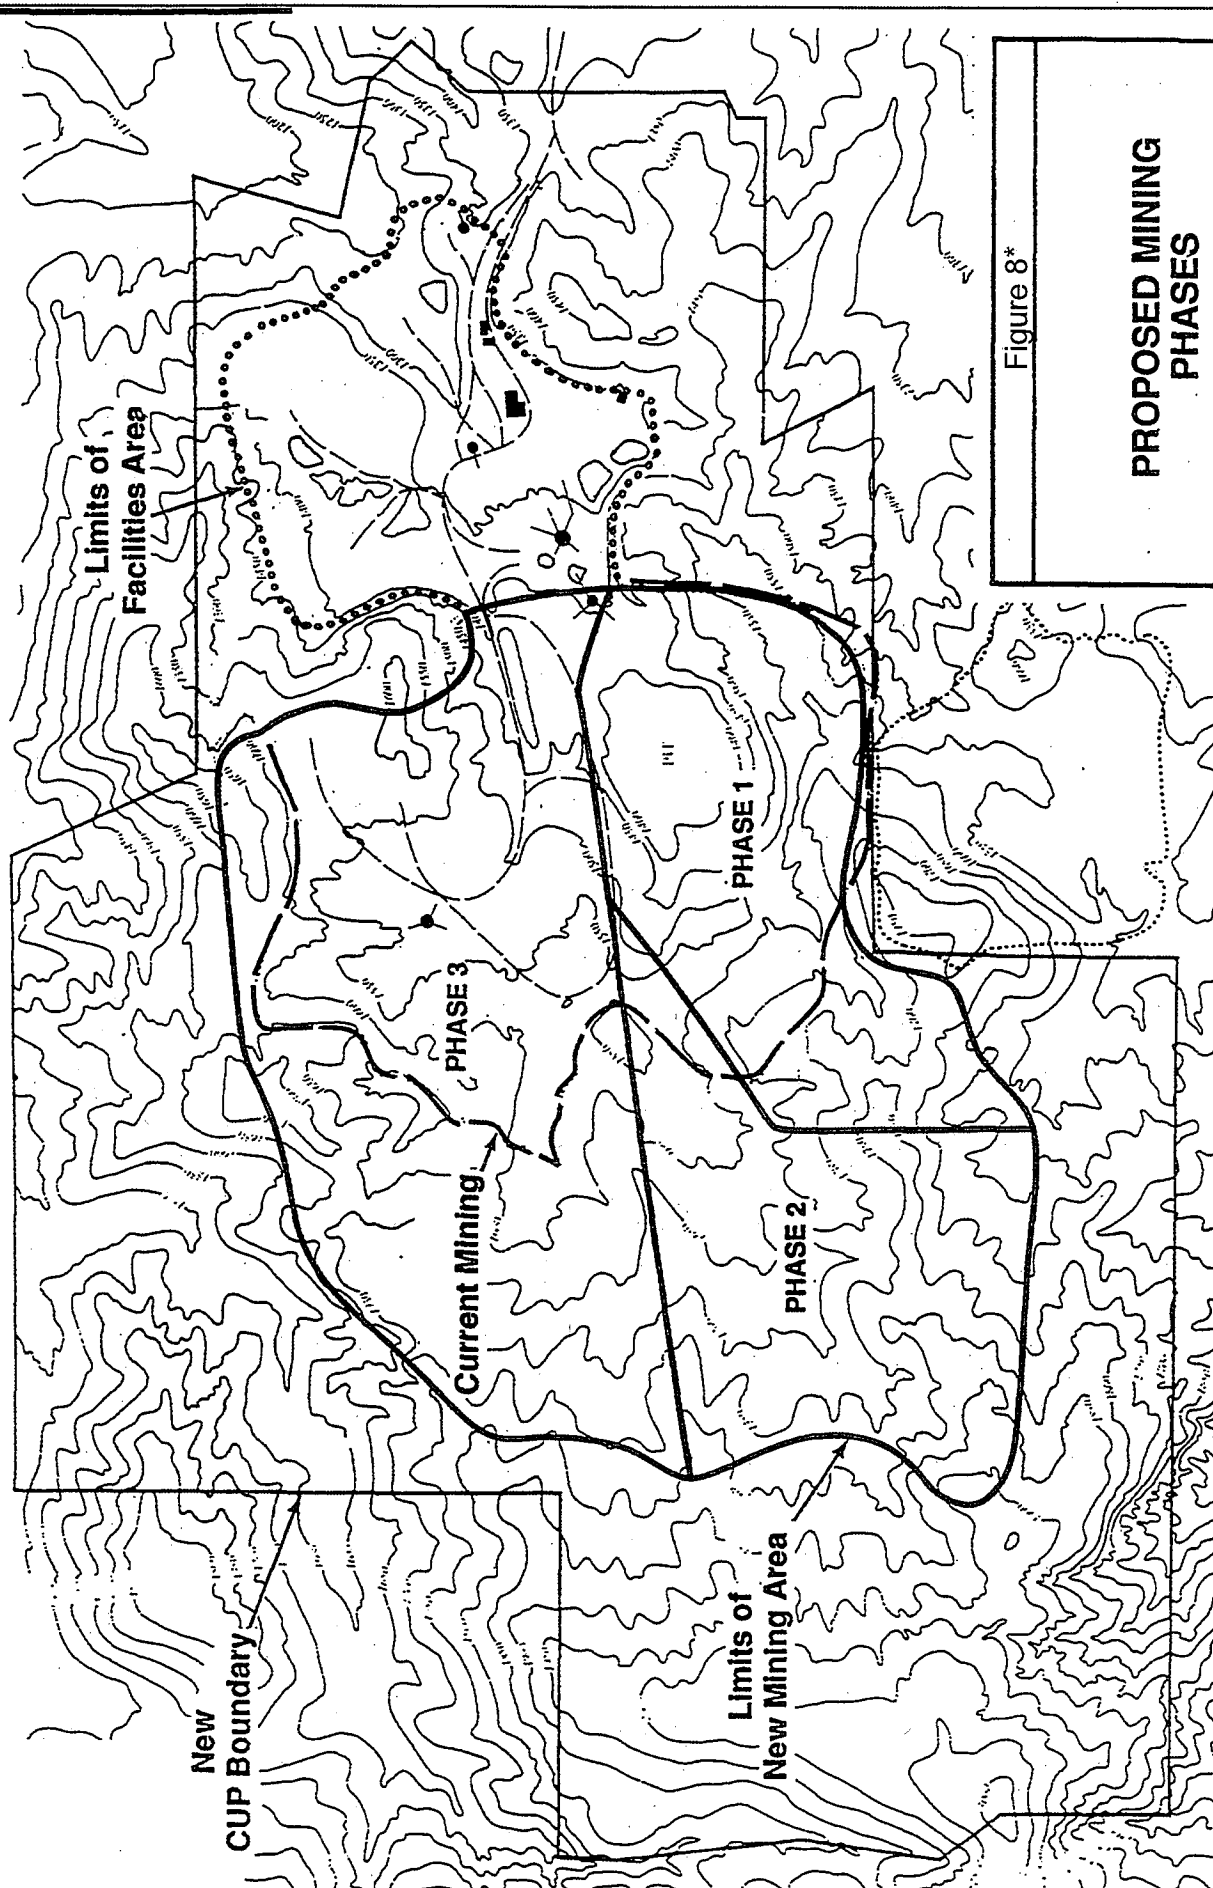 Figure 8*
PROPOSED MINING
PHASES
Limits of
Facilities Area
PHASE 1
PHASE 3
Current Mining
PHASE 2
Limits of
New Mining Area
New
CUP Boundary